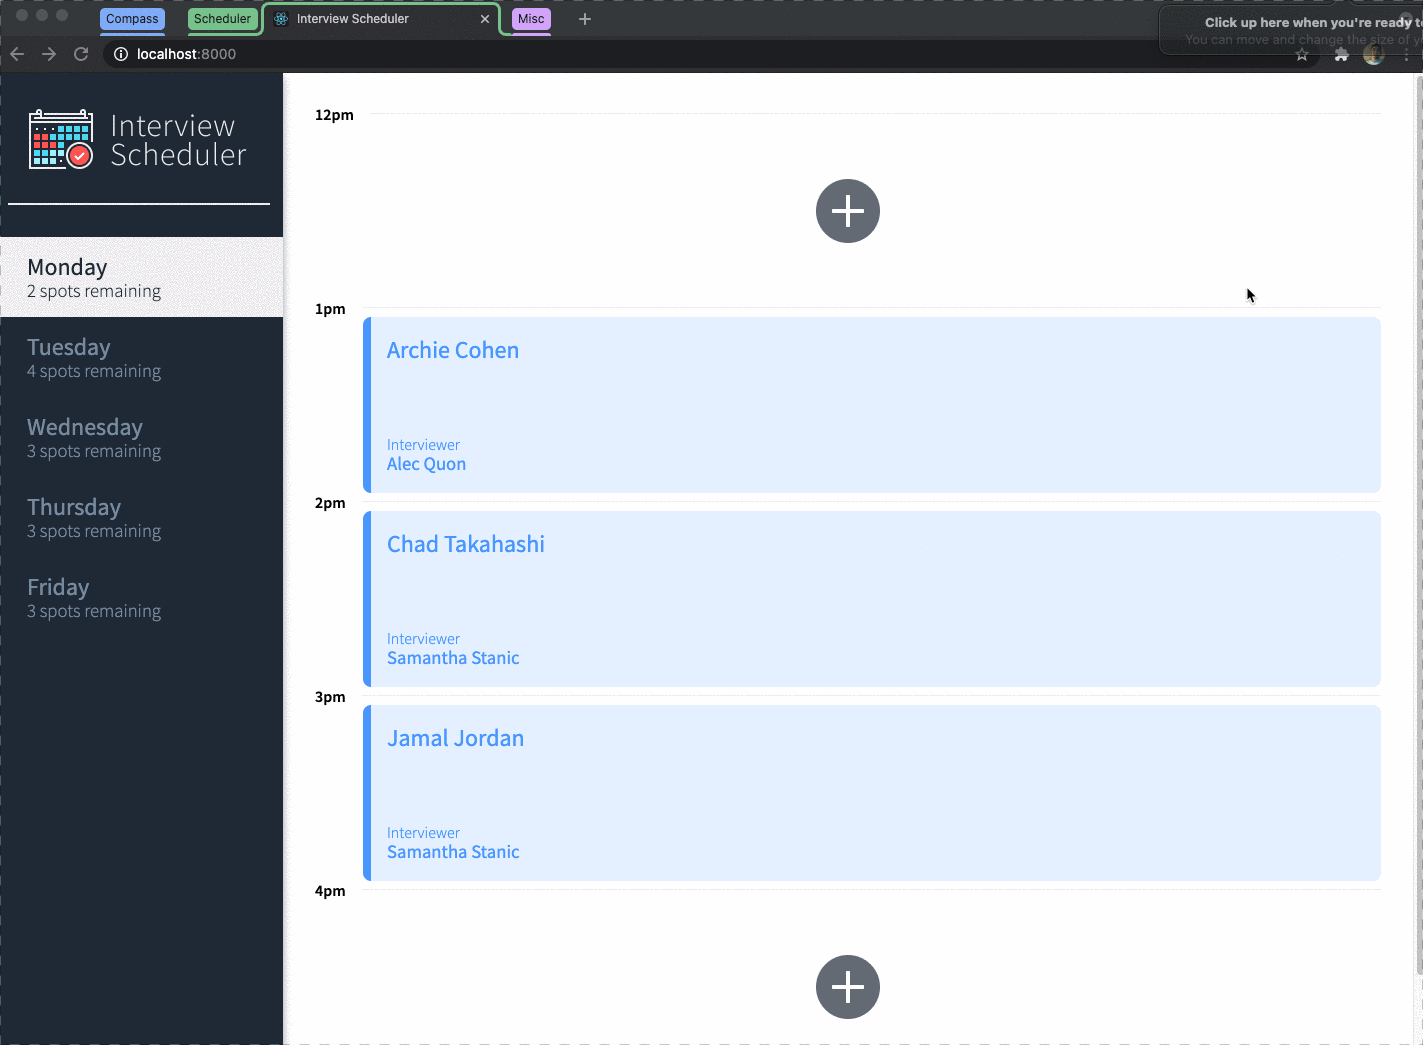 Compass
Scheduler
Interview Scheduler
Misc
Click up here when you're ready t
You can move and change the size of y
localhost:8000
Interview
Scheduler
Monday
2 spots remaining
Tuesday
4 spots remaining
Wednesday
3 spots remaining
Thursday
3 spots remaining
Friday
3 spots remaining
12pm
1pm
Archie Cohen
Interviewer
Alec Quon
2pm
Chad Takahashi
Interviewer
Samantha Stanic
3pm
Jamal Jordan
Interviewer
Samantha Stanic
4pm